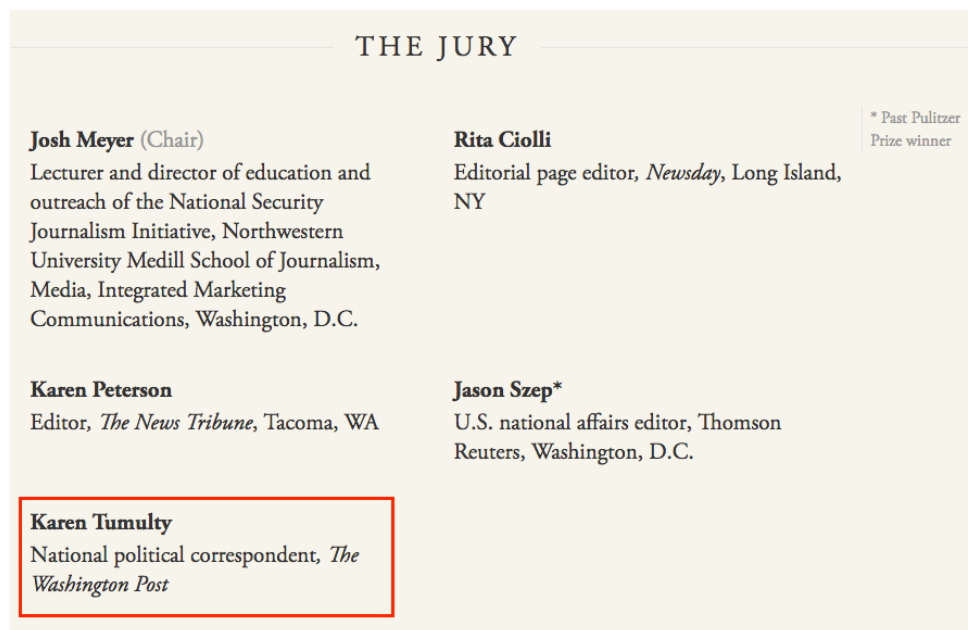 THE JURY
* Past Pulitzer
Prize winner
Josh Meyer (Chair)
Lecturer and director of education and
outreach of the National Security
Journalism Initiative, Northwestern
University Medill School of Journalism,
Media, Integrated Marketing
Communications, Washington, D.C.
Rita Ciolli
Editorial page editor, Newsday, Long Island,
NY
Karen Peterson
Editor, The News Tribune, Tacoma, WA
Jason Szep*
U.S. national affairs editor, Thomson
Reuters, Washington, D.C.
Karen Tumulty
National political correspondent, The
Washington Post